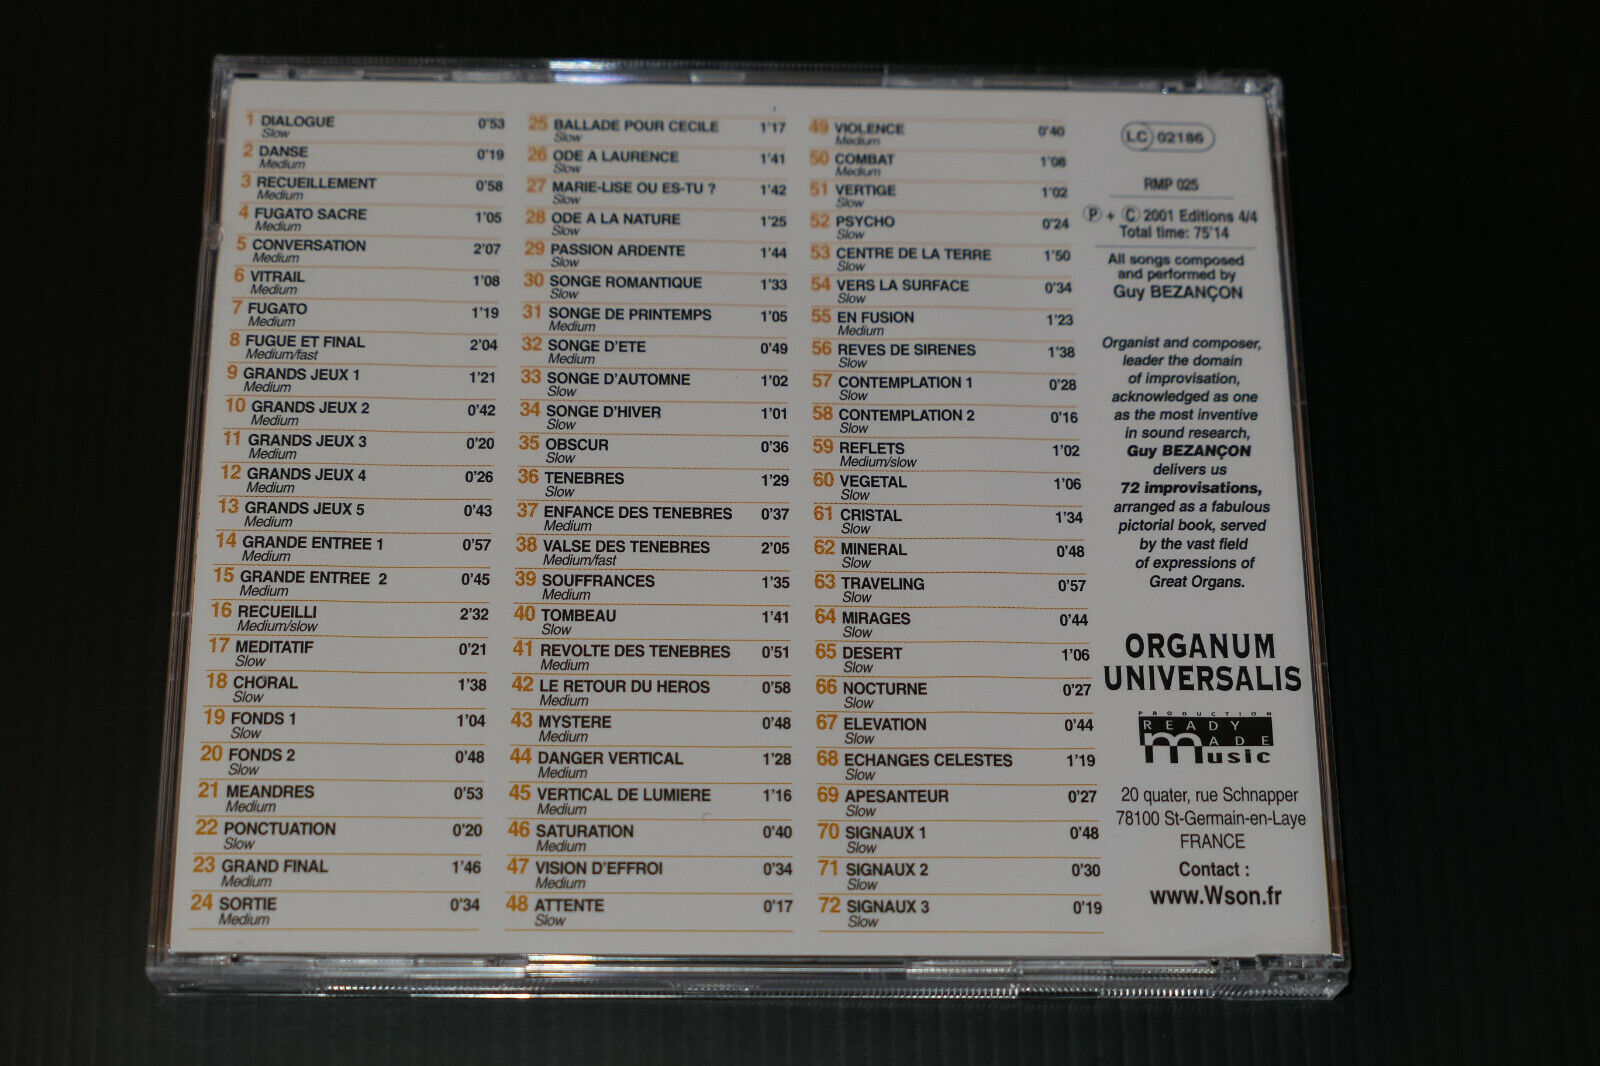 1 DIALOGUE 0'53
Slow
2 DANSE 0'19
Medium
3 RECUEILLEMENT 0'58
Medium
4 FUGATO SACRE 1'05
Medium
5 CONVERSATION 2'07
Medium
6 VITRAIL 1'08
Medium
7 FUGATO 1'19
Medium
8 FUGUE ET FINAL 2'04
Medium/fast
9 GRANDS JEUX 1 1'21
Medium
10 GRANDS JEUX 2 0'42
Medium
11 GRANDS JEUX 3 0'20
Medium
12 GRANDS JEUX 4 0'26
Medium
13 GRANDS JEUX 5 0'43
Medium
14 GRANDE ENTREE 1 0'57
Medium
15 GRANDE ENTREE 2 0'45
Medium
16 RECUEILLI 2'32
Medium/slow
17 MEDITATIF 0'21
Slow
18 CHORAL 1'38
Slow
19 FONDS 1 1'04
Slow
20 FONDS 2 0'48
Slow
21 MEANDRES 0'53
Medium
22 PONCTUATION 0'20
Slow
23 GRAND FINAL 1'46
Medium
24 SORTIE 0'34
Medium
25 BALLADE POUR CECILE 1'17
Slow
26 ODE A LAURENCE 1'41
Slow
27 MARIE-LISE OU ES-TU ? 1'42
Slow
28 ODE A LA NATURE 1'25
Slow
29 PASSION ARDENTE 1'44
Slow
30 SONGE ROMANTIQUE 1'33
Slow
31 SONGE DE PRINTEMPS 1'05
Medium
32 SONGE D'ETE 0'49
Medium
33 SONGE D'AUTOMNE 1'02
Slow
34 SONGE D'HIVER 1'01
Slow
35 OBSCUR 0'36
Slow
36 TENEBRES 1'29
Slow
37 ENFANCE DES TENEBRES 0'37
Medium
38 VALSE DES TENEBRES 2'05
Medium/fast
39 SOUFFRANCES 1'35
Medium
40 TOMBEAU 1'41
Slow
41 REVOLTE DES TENEBRES 0'51
Medium
42 LE RETOUR DU HEROS 0'58
Medium
43 MYSTERE 0'48
Medium
44 DANGER VERTICAL 1'28
Medium
45 VERTICAL DE LUMIERE 1'16
Medium
46 SATURATION 0'40
Medium
47 VISION D'EFFROI 0'34
Medium
48 ATTENTE 0'17
Slow
49 VIOLENCE 0'40
Medium
50 COMBAT 1'08
Medium
51 VERTIGE 1'02
Slow
52 PSYCHO 0'24
Slow
53 CENTRE DE LA TERRE 1'50
Slow
54 VERS LA SURFACE 0'34
Slow
55 EN FUSION 1'23
Medium
56 REVES DE SIRENES 1'38
Slow
57 CONTEMPLATION 1 0'28
Slow
58 CONTEMPLATION 2 0'16
Slow
59 REFLETS 1'02
Medium/slow
60 VEGETAL 1'06
Slow
61 CRISTAL 1'34
Slow
62 MINERAL 0'48
Slow
63 TRAVELING 0'57
Slow
64 MIRAGES 0'44
Slow
65 DESERT 1'06
Slow
66 NOCTURNE 0'27
Slow
67 ELEVATION 0'44
Slow
68 ECHANGES CELESTES 1'19
Slow
69 APESANTEUR 0'27
Slow
70 SIGNAUX 1 0'48
Slow
71 SIGNAUX 2 0'30
Slow
72 SIGNAUX 3 0'19
Slow
LC 02186
RMP 025
℗ + © 2001 Editions 4/4
Total time: 75'14
All songs composed
and performed by
Guy BEZANÇON
Organist and composer,
leader the domain
of improvisation,
acknowledged as one
as the most inventive
in sound research,
Guy BEZANÇON
delivers us
72 improvisations,
arranged as a fabulous
pictorial book, served
by the vast field
of expressions of
Great Organs.
ORGANUM
UNIVERSALIS
PRODUCTION
READY
MADE
music
20 quater, rue Schnapper
78100 St-Germain-en-Laye
FRANCE
Contact :
www.Wson.fr